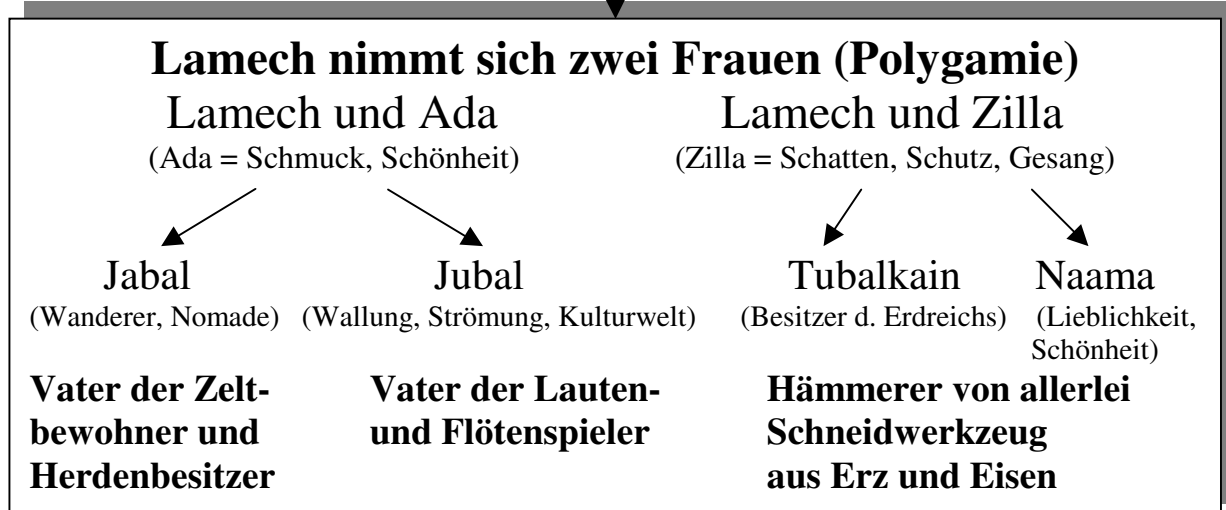 Lamech nimmt sich zwei Frauen (Polygamie)
Lamech und Ada
Lamech und Zilla
(Ada = Schmuck, Schönheit)
(Zilla = Schatten, Schutz, Gesang)
Jabal
Jubal
Tubalkain
Naama
(Wanderer, Nomade)
(Wallung, Strömung, Kulturwelt)
(Besitzer d. Erdreichs)
(Lieblichkeit,
Schönheit)
Vater der Zelt-
bewohner und
Herdenbesitzer
Vater der Lauten-
und Flötenspieler
Hämmerer von allerlei
Schneidwerkzeug
aus Erz und Eisen